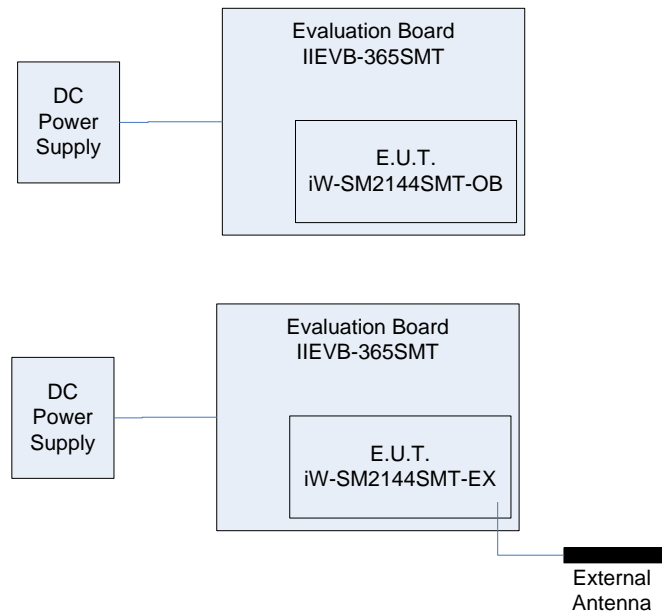 Evaluation Board
IIEVB-365SMT
DC
Power
Supply
E.U.T.
iW-SM2144SMT-OB
Evaluation Board
IIEVB-365SMT
DC
Power
Supply
E.U.T.
iW-SM2144SMT-EX
External
Antenna